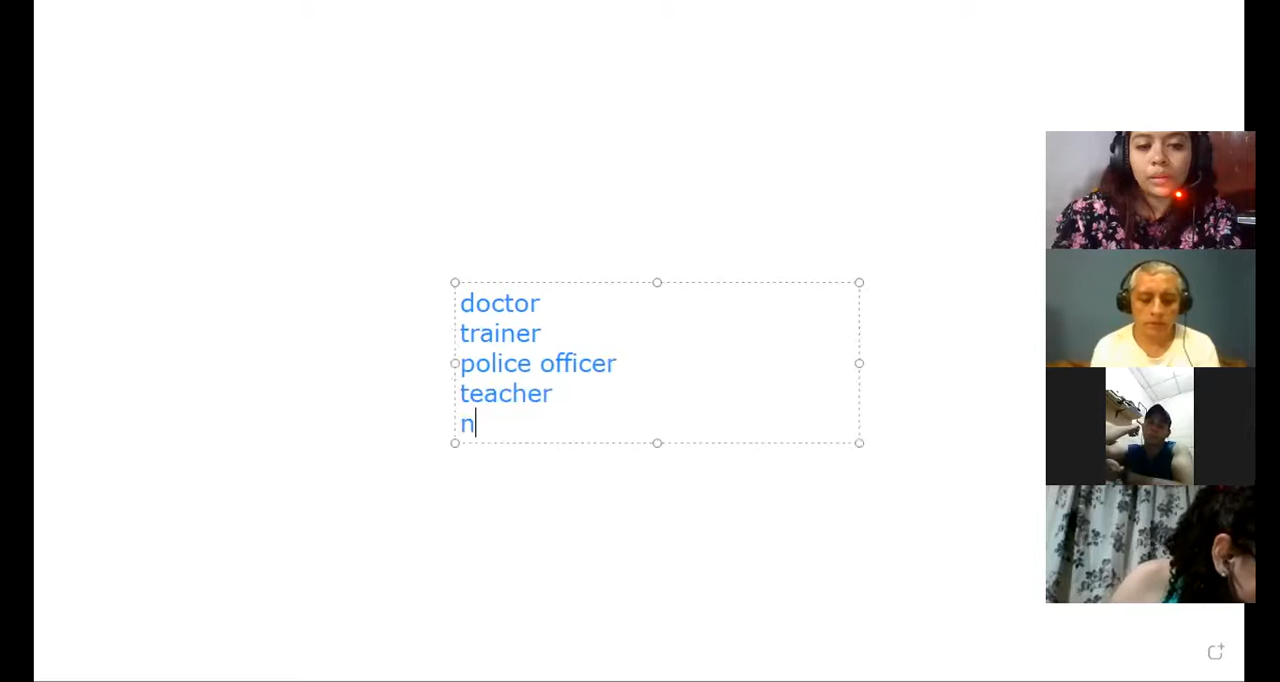 doctor
trainer
police officer
teacher
n